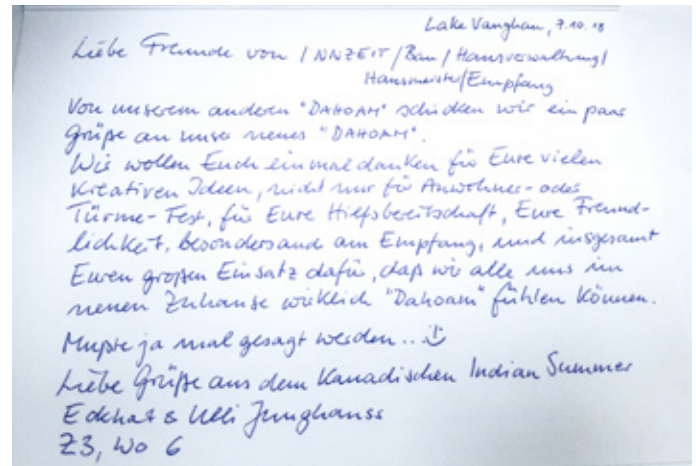 Lake Vaughan, 7.10.18
Liebe Freunde von INNZEIT/Bau/Hausverwaltung/
Hausmeister/Empfang
Von unserem anderen "DAHOAM" schicken wir ein paar
Grüße an unser neues "DAHOAM".
Wir wollen Euch einmal danken für Eure vielen
kreativen Ideen, nicht nur für Anwohner- oder
Türme-Fest, für Eure Hilfsbereitschaft, Eure Freund-
lichkeit, besonders auch am Empfang, und insgesamt
Euren großen Einsatz dafür, daß wir alle uns im
neuen Zuhause wirklich "Dahoam" fühlen können.
Mußte ja mal gesagt werden..
Liebe Grüße aus dem Kanadischen Indian Summer
& Ulli Junghanss
Z3, Wo 6